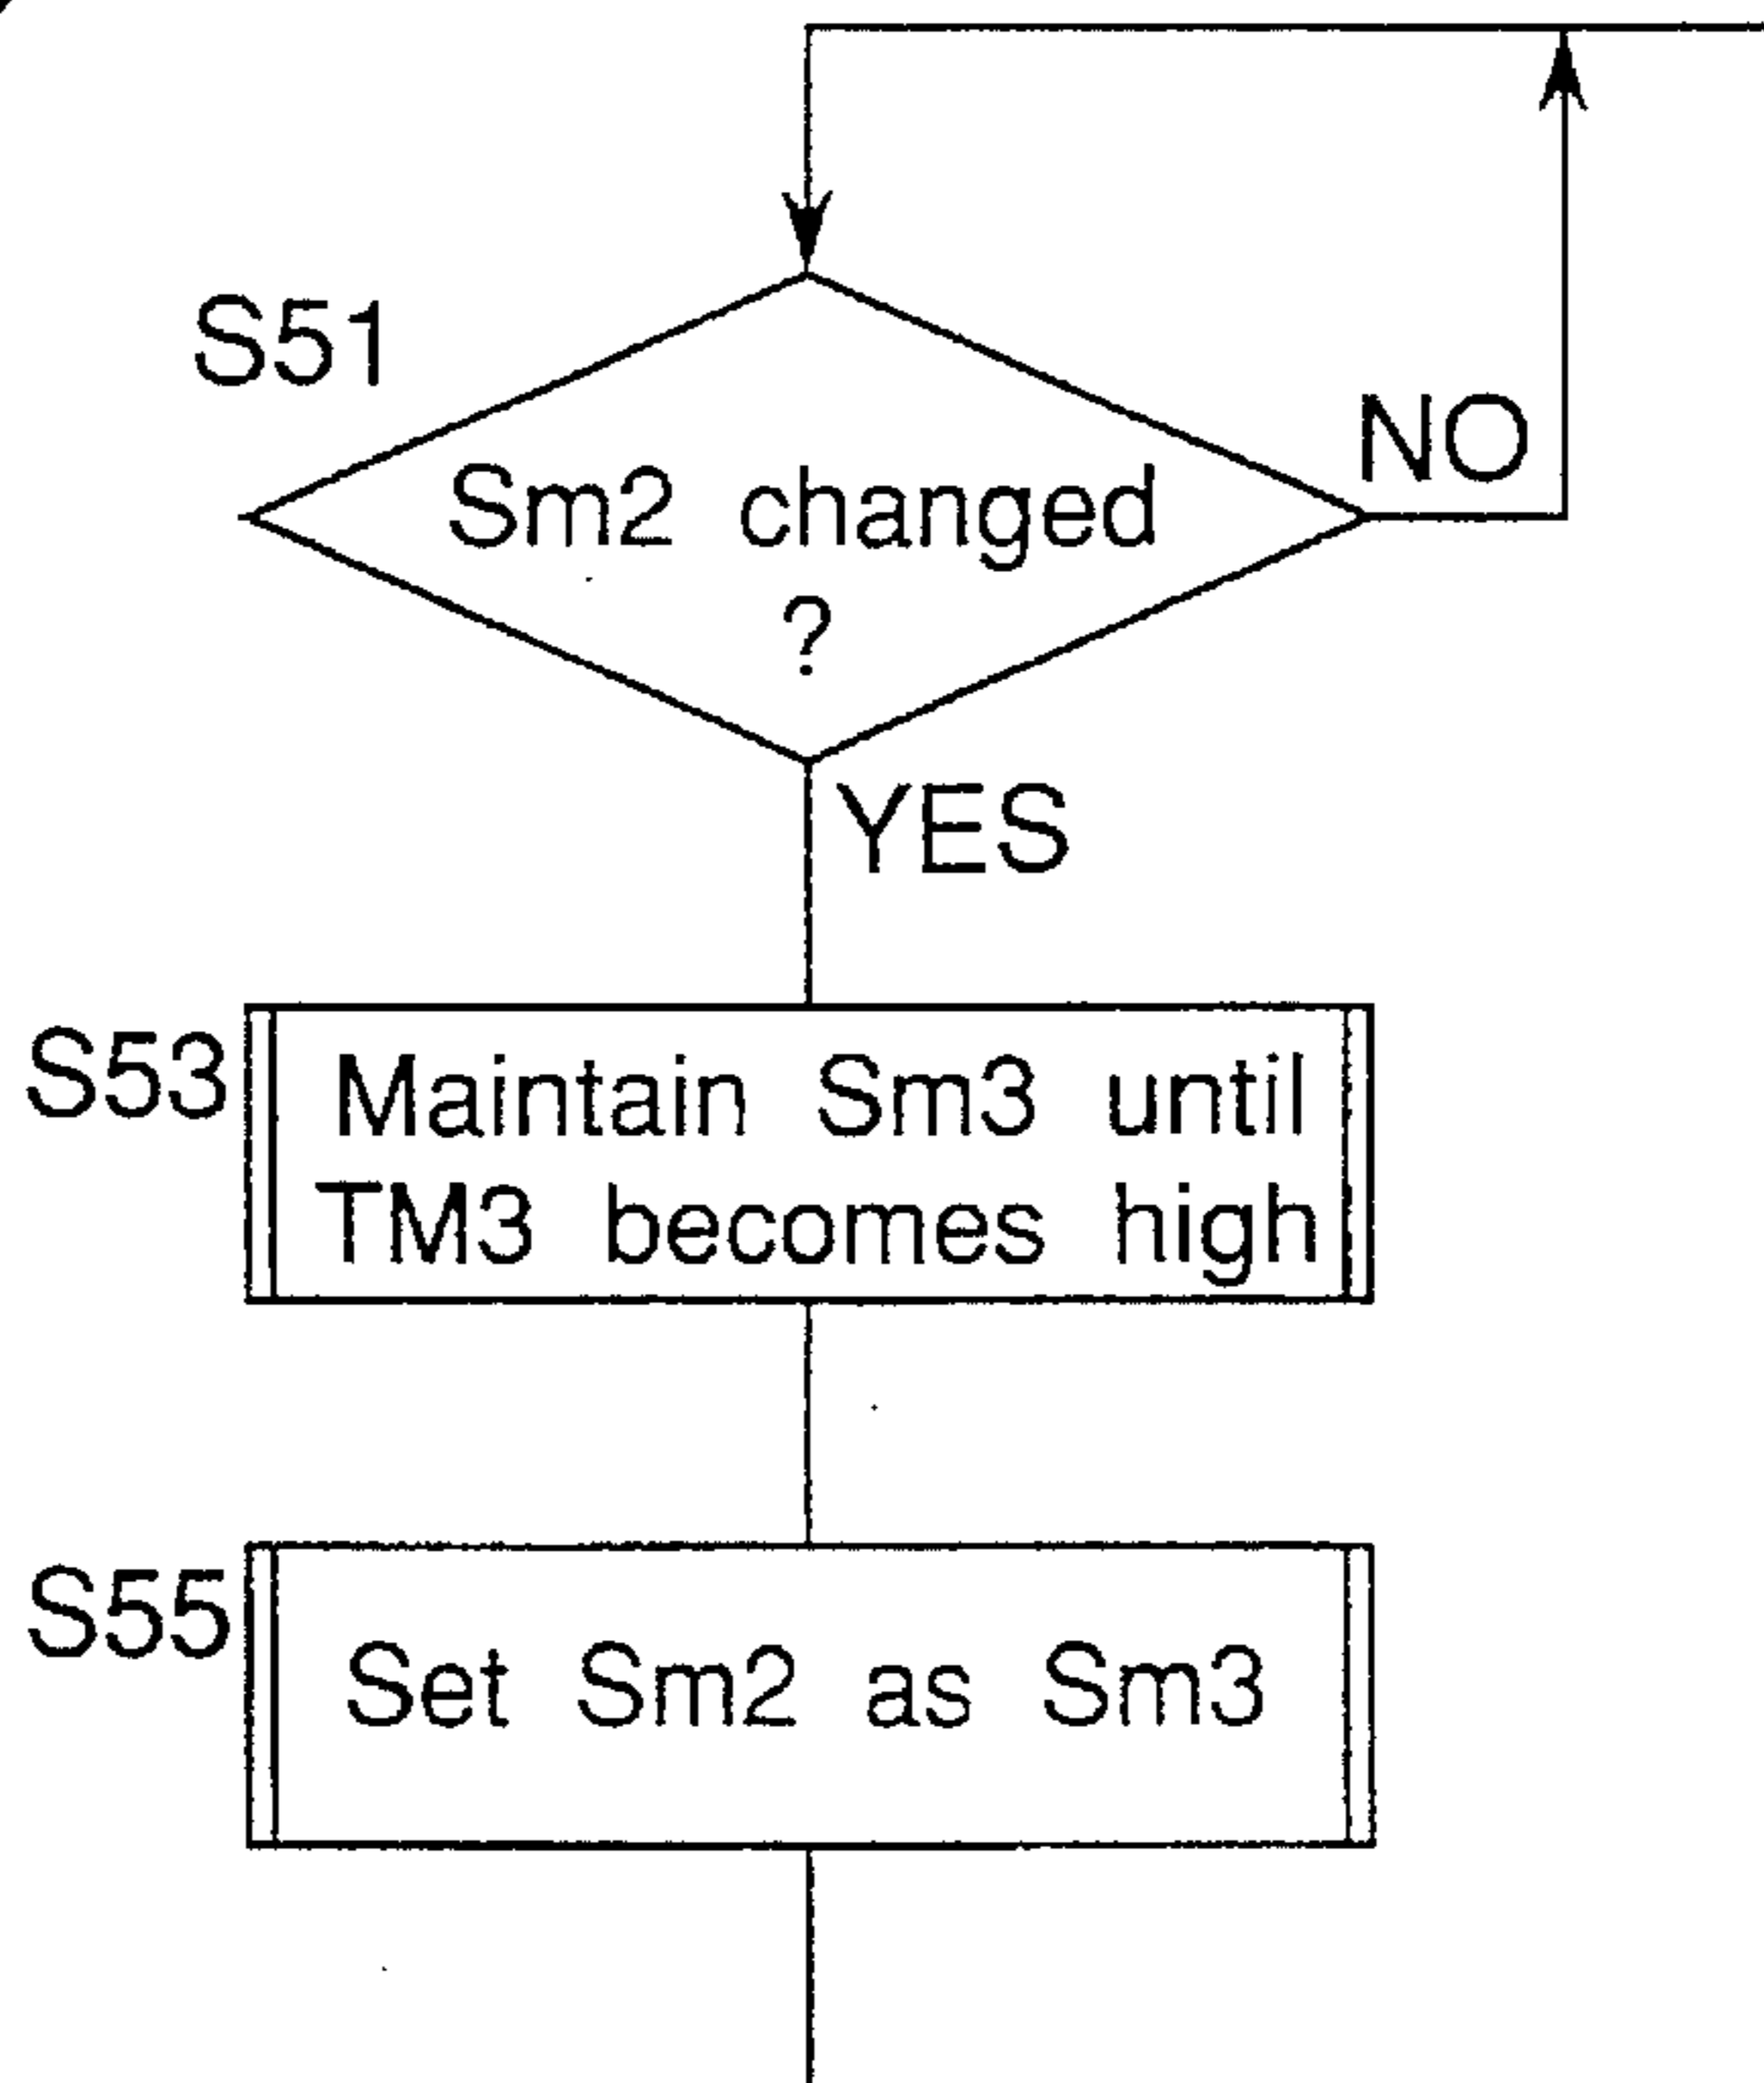 S51
Sm2 changed
?
NO
YES
S53
Maintain Sm3 until
TM3 becomes high
S55
Set Sm2 as Sm3